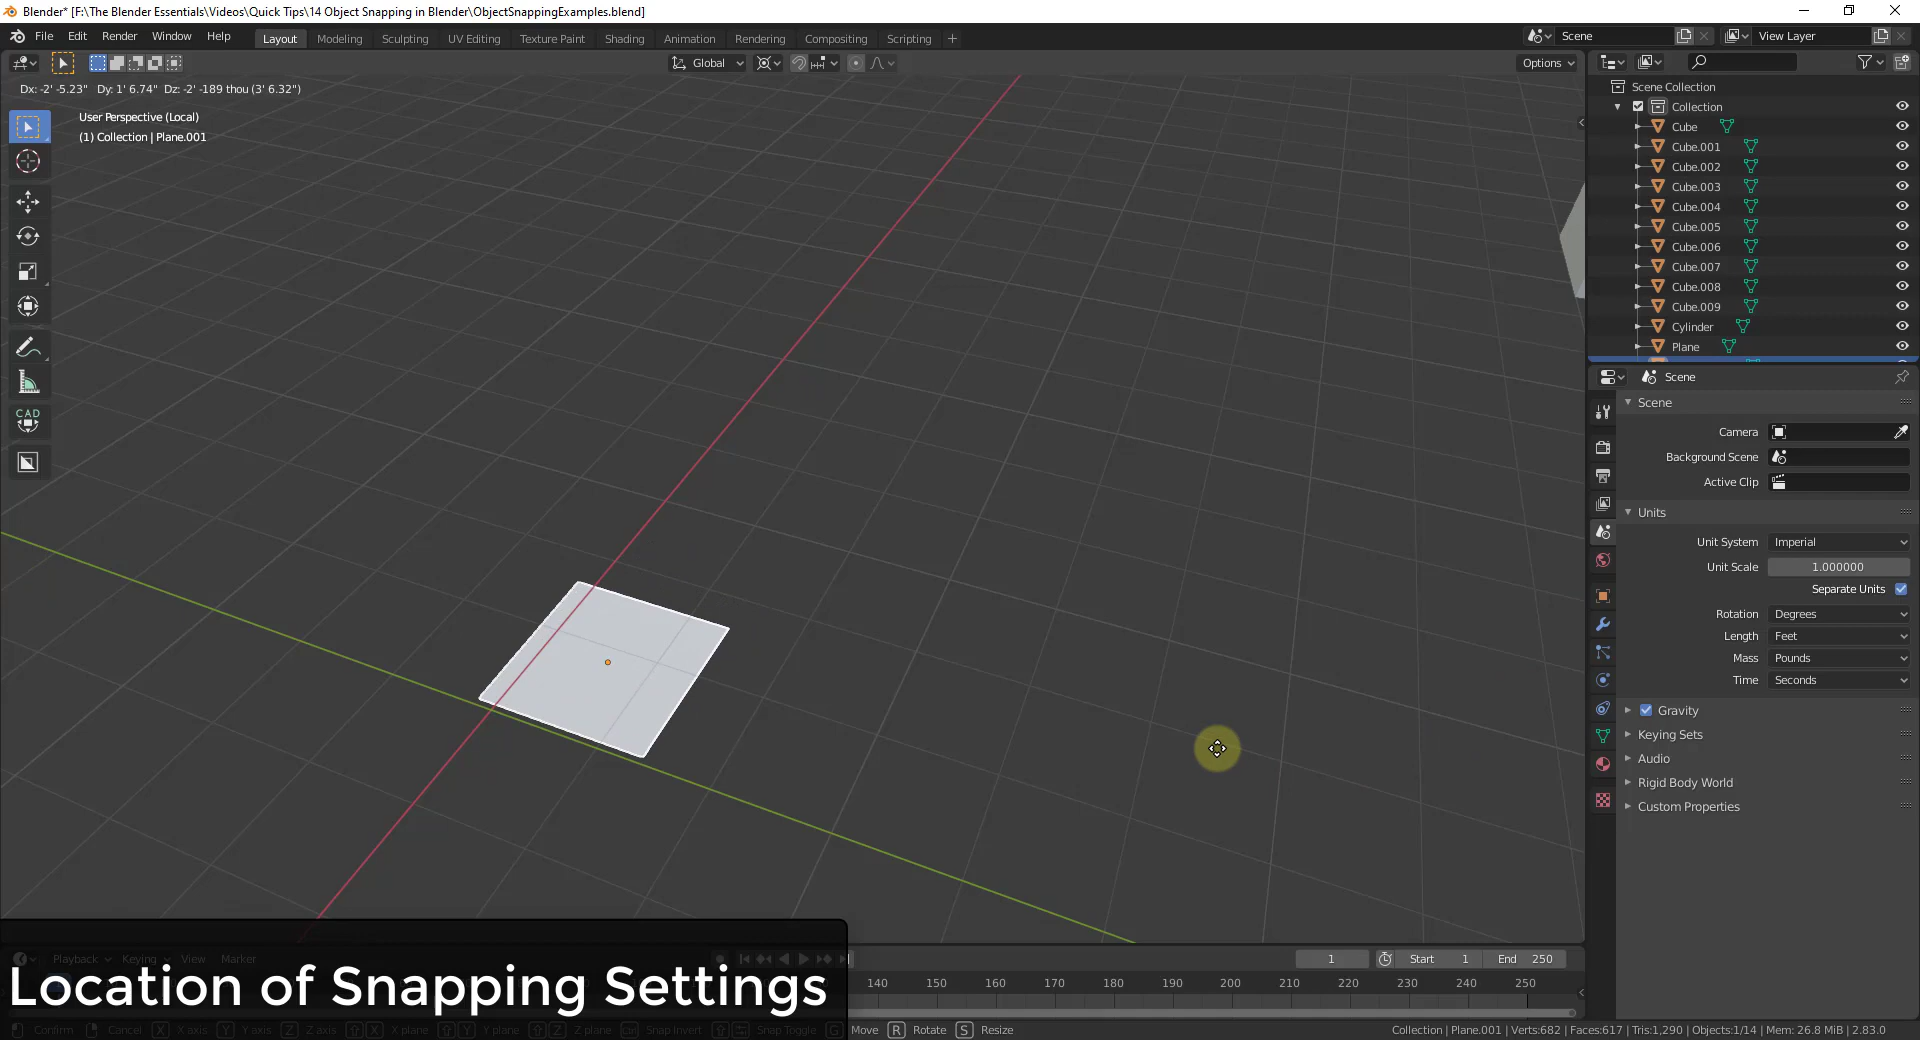 Blender* [F:\The Blender Essentials\Videos\Quick Tips\14 Object Snapping in Blender\ObjectSnappingExamples.blend]
File Edit Render Window Help
Layout Modeling Sculpting UV Editing Texture Paint Shading Animation Rendering Compositing Scripting +
Scene
View Layer
Global
Options
Dx: -2' -5.23" Dy: 1' 6.74" Dz: -2' -189 thou (3' 6.32")
User Perspective (Local)
(1) Collection | Plane.001
CAD
Scene Collection
Collection
Cube
Cube.001
Cube.002
Cube.003
Cube.004
Cube.005
Cube.006
Cube.007
Cube.008
Cube.009
Cylinder
Plane
Scene
Scene
Camera
Background Scene
Active Clip
Units
Unit System Imperial
Unit Scale 1.000000
Separate Units
Rotation Degrees
Length Feet
Mass Pounds
Time Seconds
Gravity
Keying Sets
Audio
Rigid Body World
Custom Properties
Playback Keying View Marker
1 Start 1 End 250
140 150 160 170 180 190 200 210 220 230 240 250
Location of Snapping Settings
Confirm Cancel X X axis Y Y axis Z Z axis X X plane Y Y plane Z Z plane Ctrl Snap Invert Snap Toggle G Move R Rotate S Resize
Collection | Plane.001 | Verts:682 | Faces:617 | Tris:1,290 | Objects:1/14 | Mem: 26.8 MiB | 2.83.0